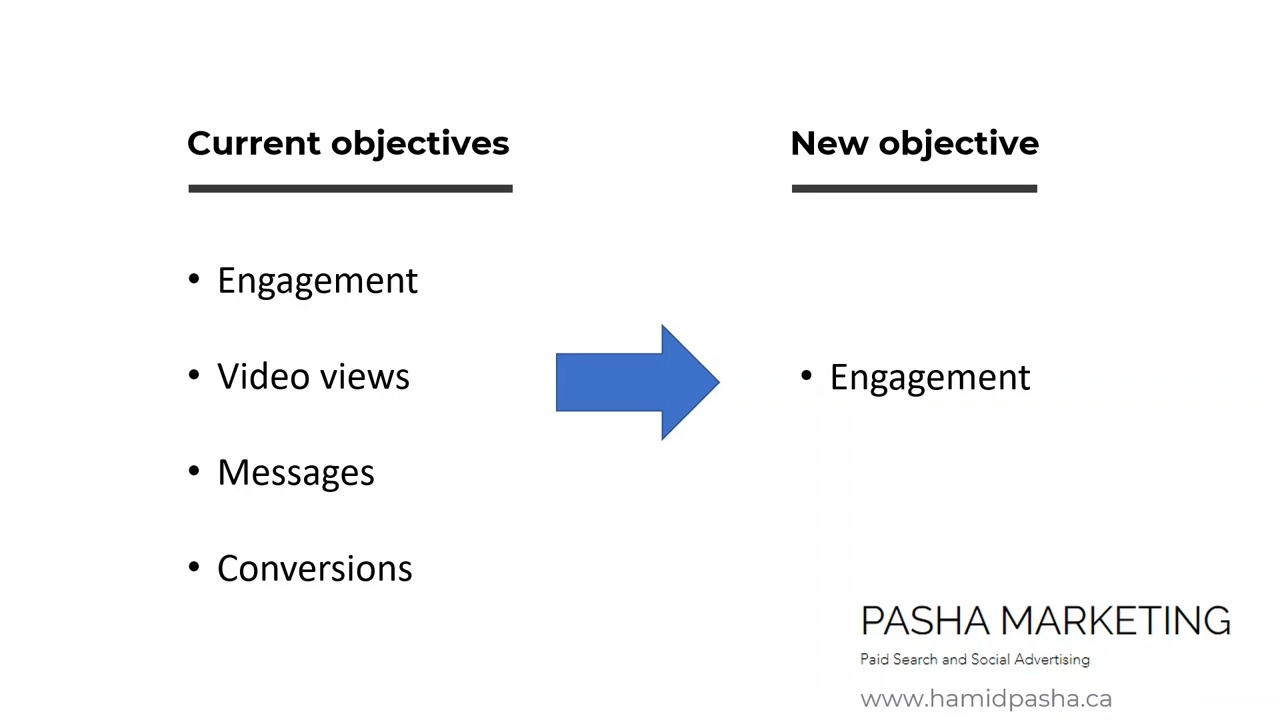 Current objectives
• Engagement
• Video views
• Messages
• Conversions
New objective
• Engagement
PASHA MARKETING
Paid Search and Social Advertising
www.hamidpasha.ca